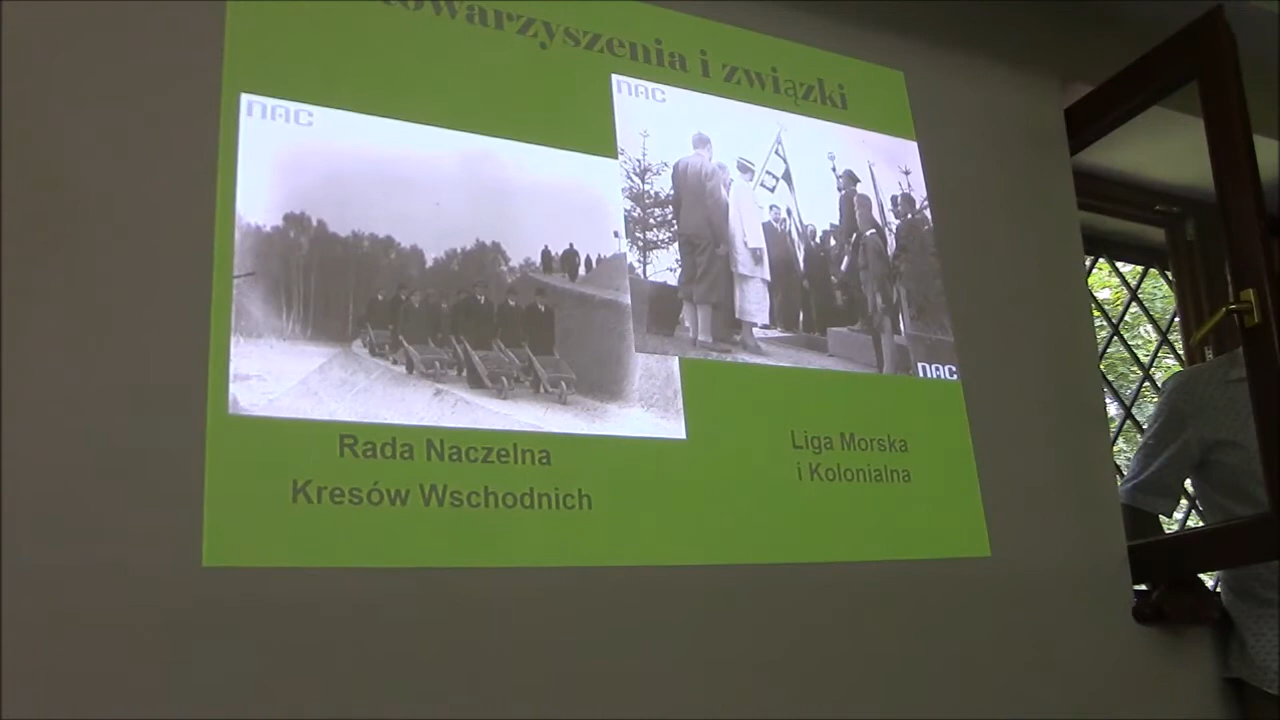 towarzyszenia i związki
NAC
NAC
NAC
Rada Naczelna
Kresów Wschodnich
Liga Morska
i Kolonialna